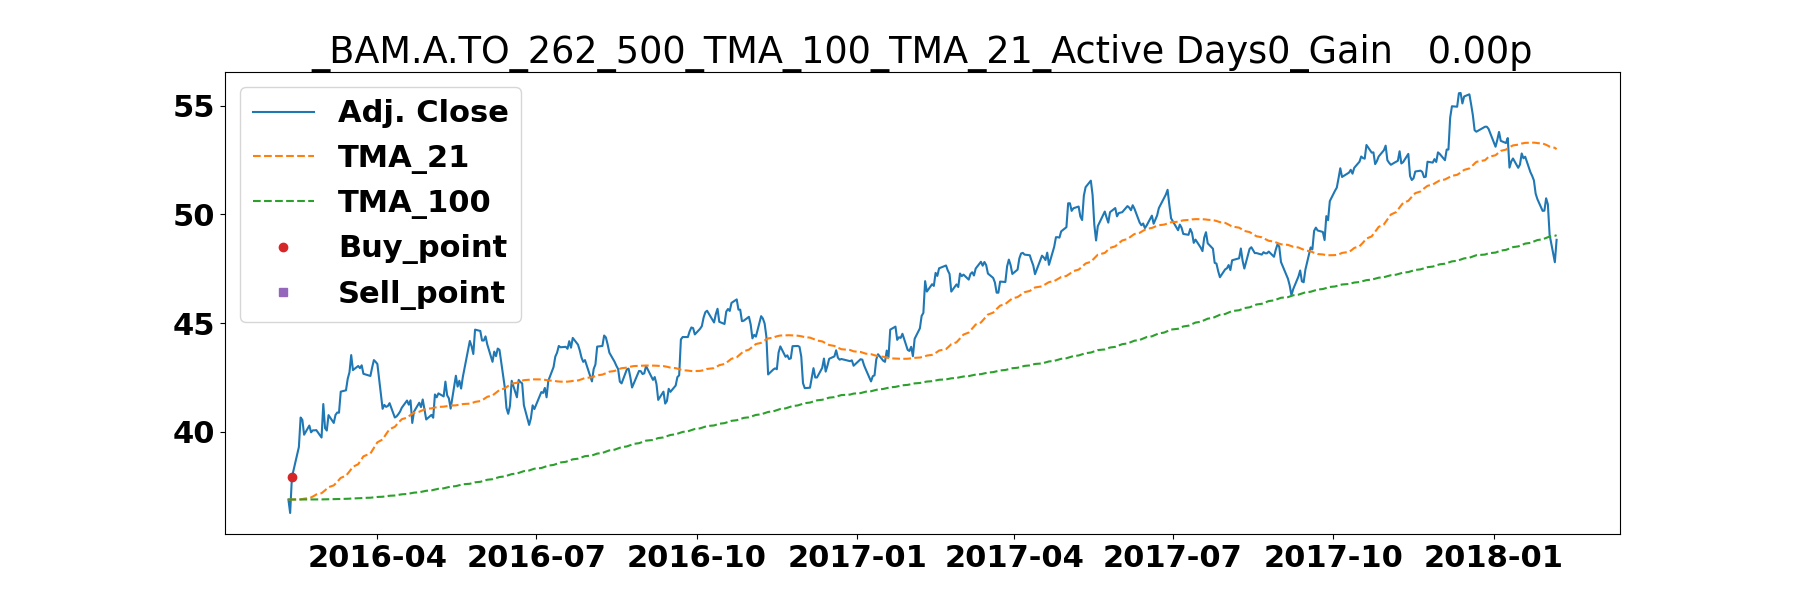 _BAM.A.TO_262_500_TMA_100_TMA_21_Active Days0_Gain   0.00p
55
50
45
40
Adj. Close
TMA_21
TMA_100
Buy_point
Sell_point
2016-04 2016-07 2016-10 2017-01 2017-04 2017-07 2017-10 2018-01